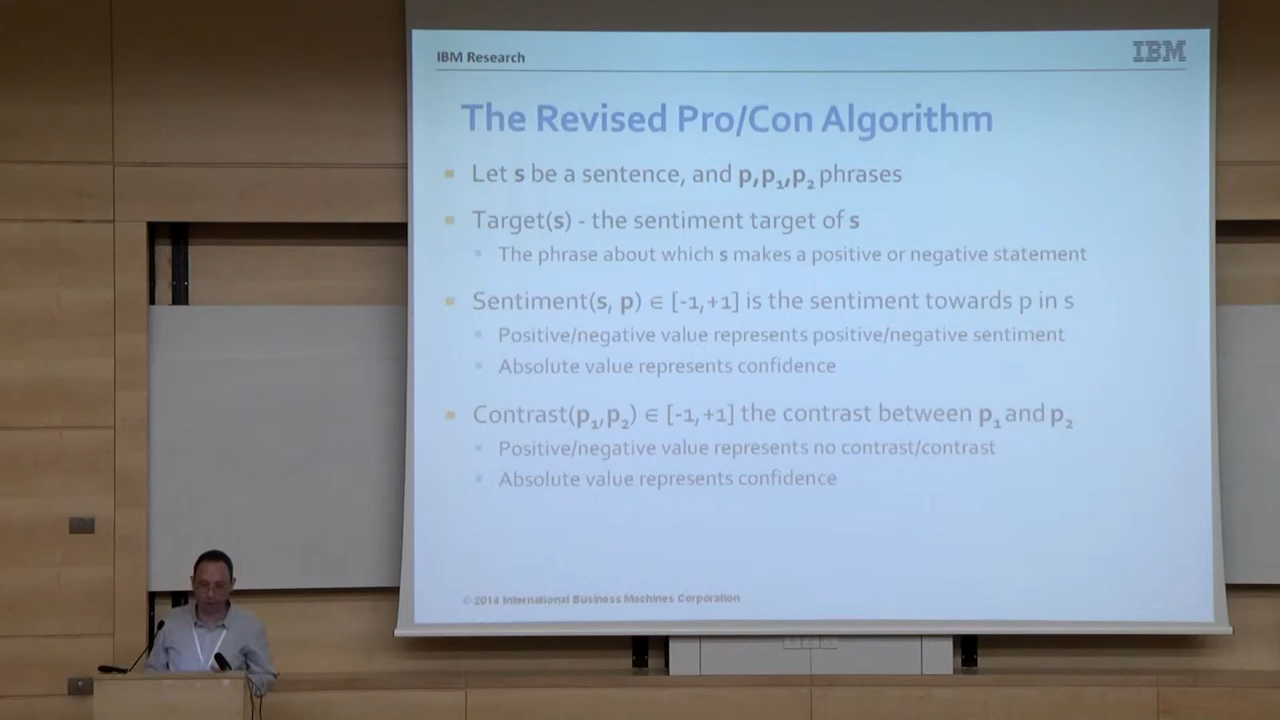 IBM Research
IBM
The Revised Pro/Con Algorithm
Let s be a sentence, and p,p₁,p₂ phrases
Target(s) - the sentiment target of s
The phrase about which s makes a positive or negative statement
Sentiment(s, p) ∈ [-1,+1] is the sentiment towards p in s
Positive/negative value represents positive/negative sentiment
Absolute value represents confidence
Contrast(p₁,p₂) ∈ [-1,+1] the contrast between p₁ and p₂
Positive/negative value represents no contrast/contrast
Absolute value represents confidence
© 2014 International Business Machines Corporation